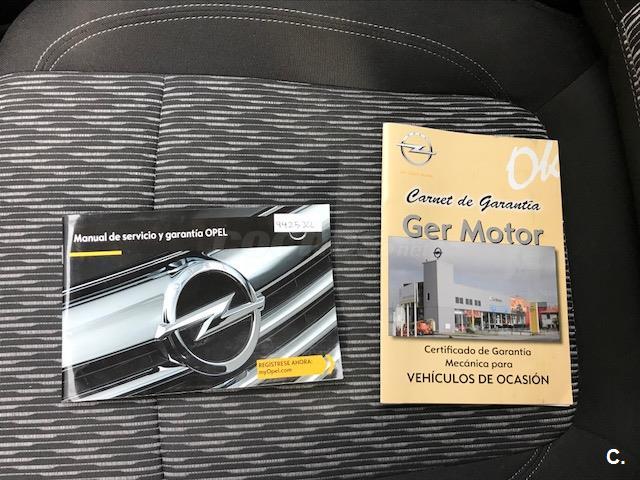 Manual de servicio y garantía OPEL
4425JCL
REGÍSTRESE AHORA:
myOpel.com
Ok
Carnet de Garantía
Ger Motor
Certificado de Garantía
Mecánica para
VEHÍCULOS DE OCASIÓN
C.